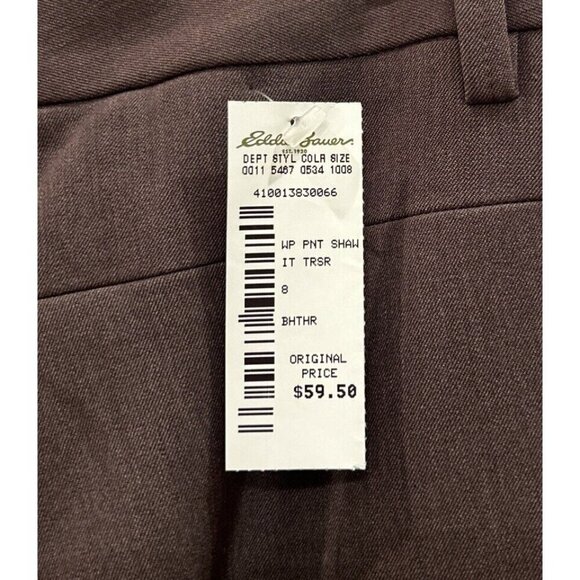 Eddie Bauer
EST. 1920
DEPT STYL COLR SIZE
0011 5467 0534 1008
410013830066
WP PNT SHAW
IT TRSR
8
BHTHR
ORIGINAL
PRICE
$59.50